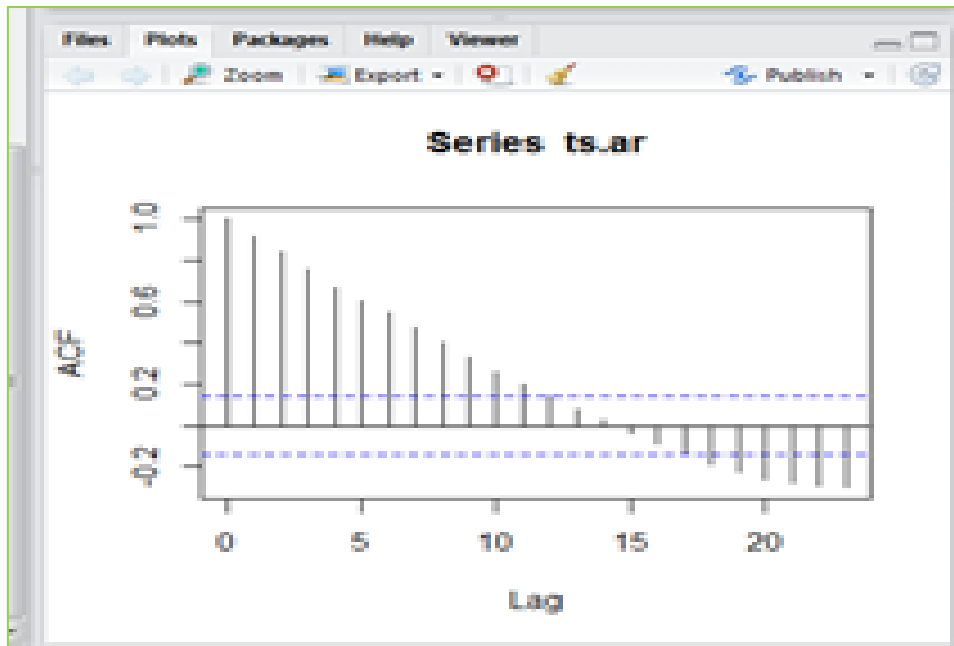 Files Plots Packages Help Viewer
Zoom Export Publish
Series ts.ar
ACF
1.0
0.6
0.2
-0.2
0 5 10 15 20
Lag